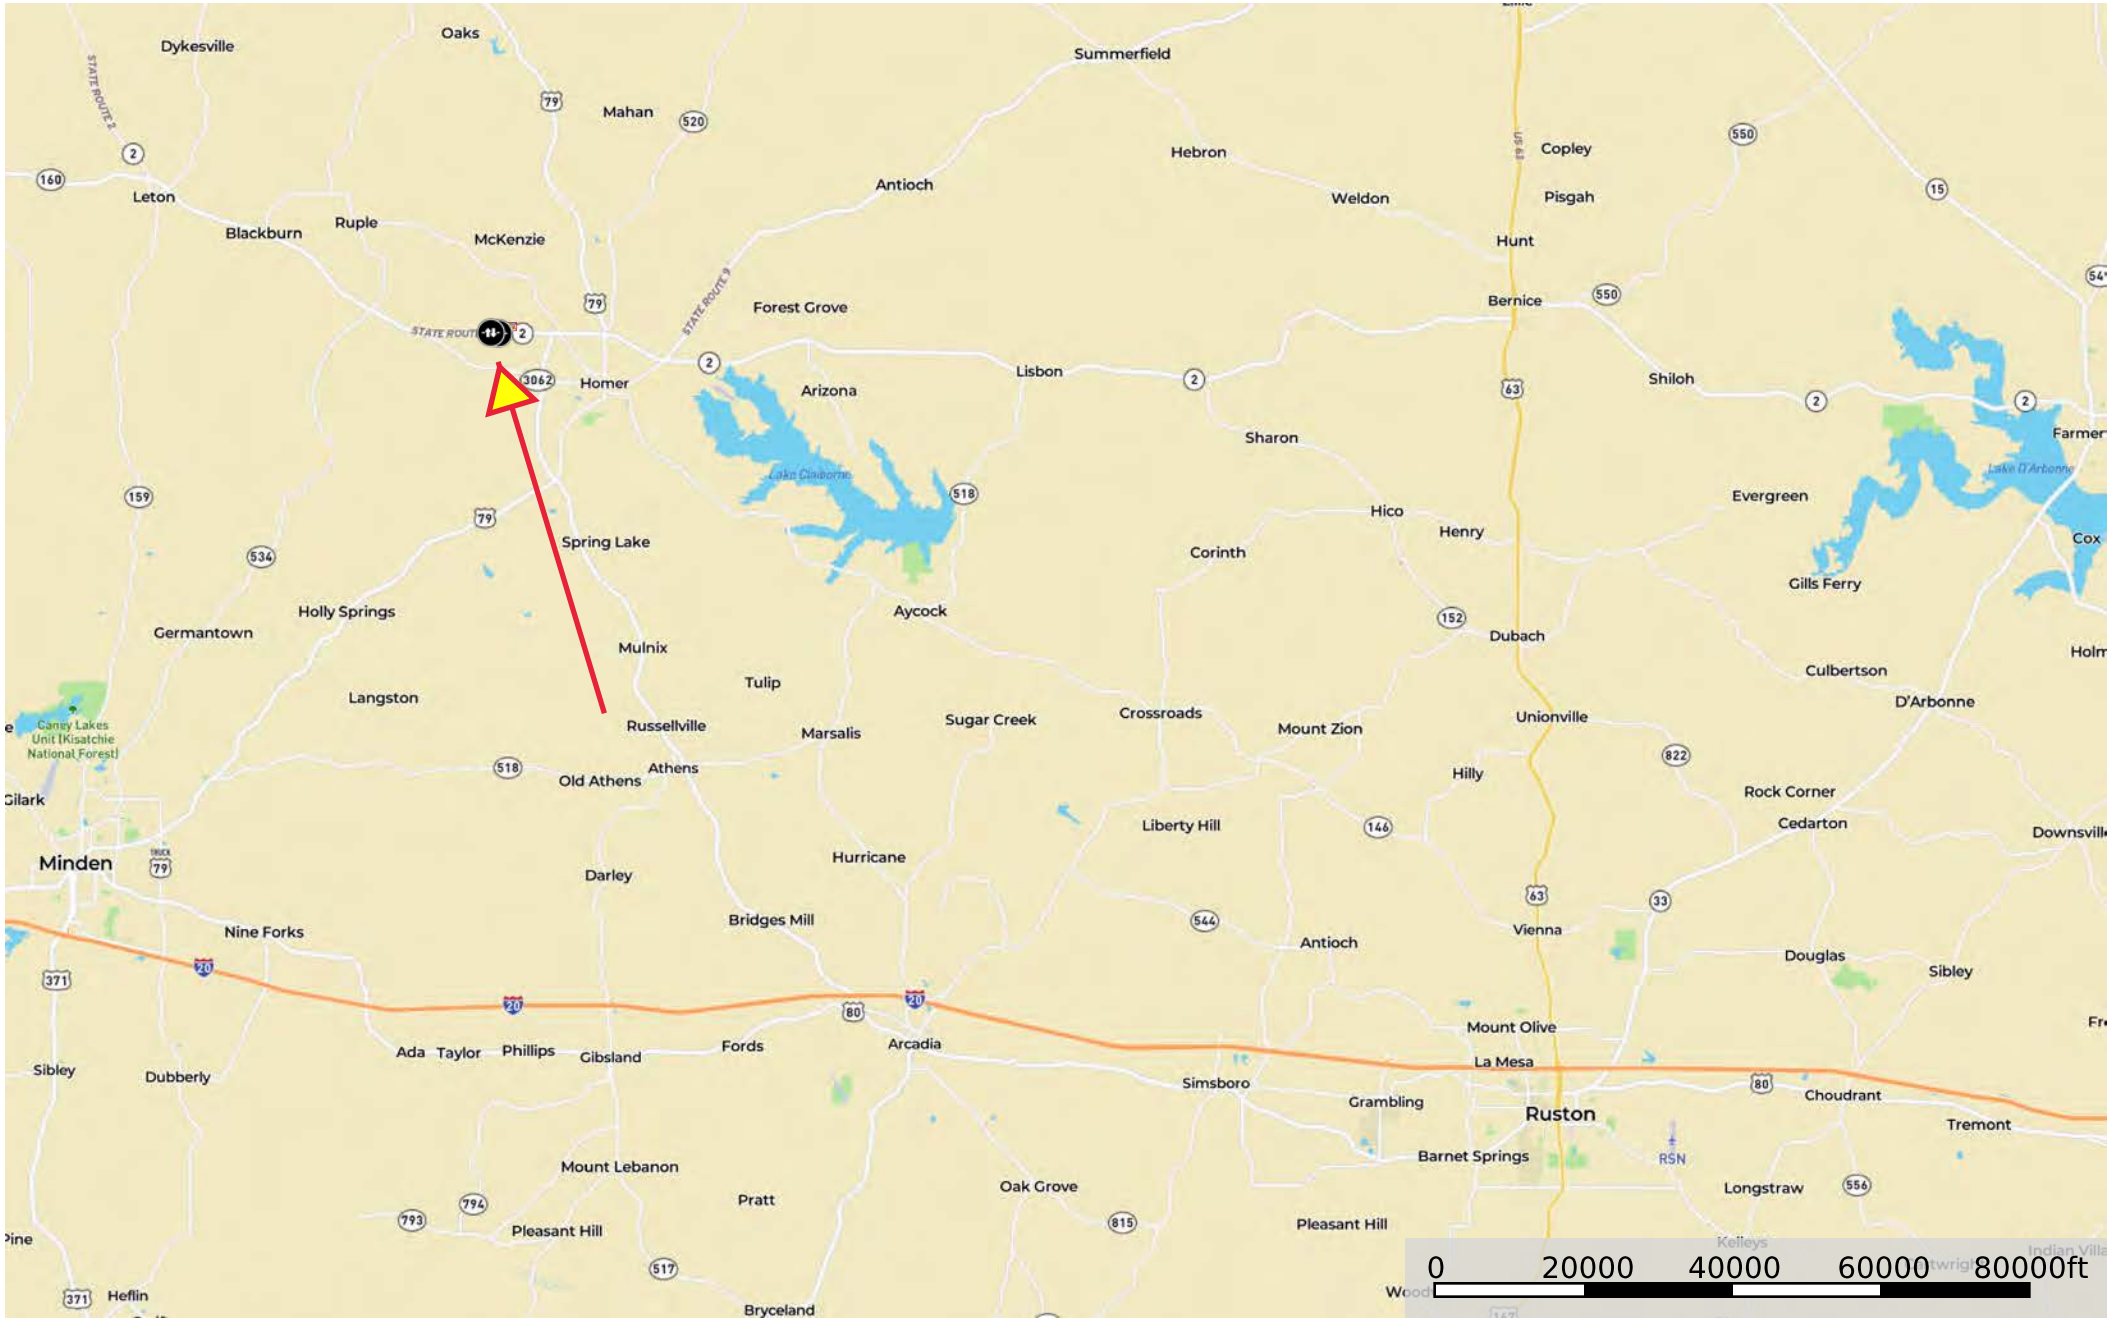 Oaks
Dykesville
Summerfield
STATE ROUTE 2
79
Mahan
520
US 63
550
2
Copley
Hebron
160
Antioch
15
Leton
Weldon
Pisgah
Ruple
Blackburn
McKenzie
Hunt
STATE ROUTE 9
79
Forest Grove
Bernice
550
STATE ROUT
2
2
Homer
3062
Arizona
Lisbon
2
63
Shiloh
2
2
Sharon
Farmer
Lake Claiborne
Lake D'Arbonne
159
518
Evergreen
79
Hico
Henry
Spring Lake
Corinth
Cox
534
Gills Ferry
Holly Springs
Aycock
152
Germantown
Dubach
Mulnix
Holm
Culbertson
Langston
Tulip
D'Arbonne
Caney Lakes
Unit (Kisatchie
National Forest)
Russellville
Marsalis
Sugar Creek
Crossroads
Mount Zion
Unionville
822
518
Athens
Old Athens
Hilly
Gilark
Rock Corner
Cedarton
Liberty Hill
146
Downsville
Minden
TRUCK
79
Hurricane
Darley
63
33
Bridges Mill
544
Nine Forks
Vienna
Antioch
Douglas
20
Sibley
371
20
20
80
Mount Olive
Ada
Taylor
Phillips
Gibsland
Fords
Arcadia
La Mesa
Sibley
Dubberly
Simsboro
80
Grambling
Choudrant
Ruston
Tremont
Mount Lebanon
Barnet Springs
RSN
Oak Grove
Longstraw
556
Pratt
794
793
Pleasant Hill
815
Pleasant Hill
Pine
Kelleys
Indian Villa
517
0 20000 40000 60000 80000ft
371
Heflin
Bryceland
167